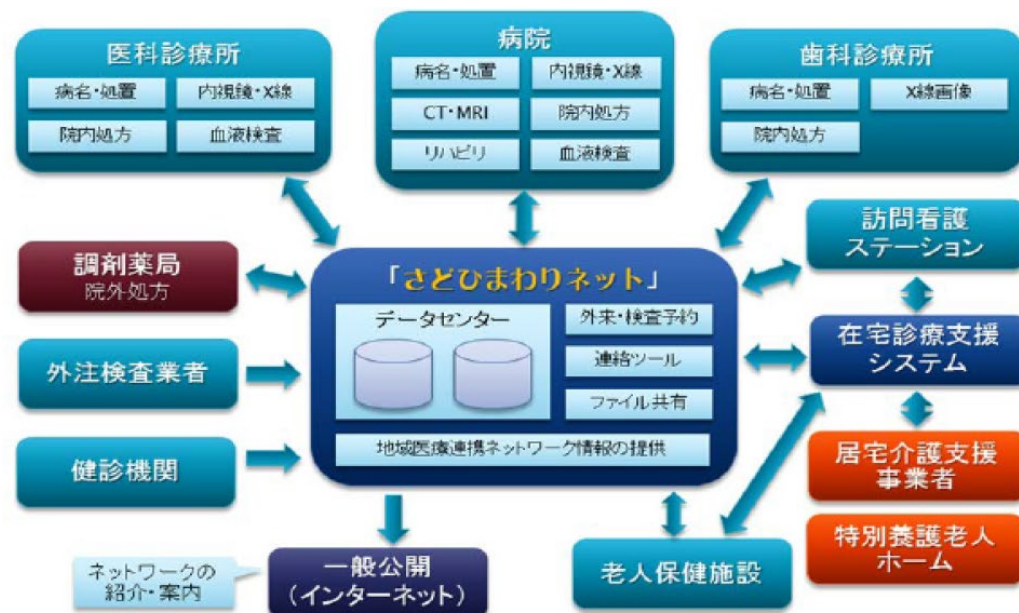 医科診療所
病名・処置
内視鏡・X線
院内処方
血液検査
病院
病名・処置
内視鏡・X線
CT・MRI
院内処方
リハビリ
血液検査
歯科診療所
病名・処置
X線画像
院内処方
調剤薬局
院外処方
外注検査業者
健診機関
「さどひまわりネット」
データセンター
外来・検査予約
連絡ツール
ファイル共有
地域医療連携ネットワーク情報の提供
訪問看護
ステーション
在宅診療支援
システム
居宅介護支援
事業者
特別養護老人
ホーム
ネットワークの
紹介・案内
一般公開
(インターネット)
老人保健施設